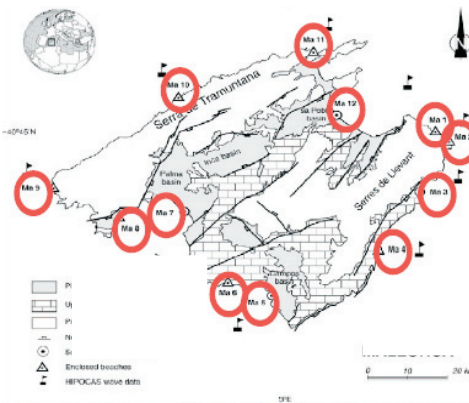 Ma 11
N
Ma 10
Serra de Tramuntana
Ma 12
sa Pobla
basin
Ma 1
Ma 2
~40°45'N
Inca basin
Palma
basin
Serres de Llevant
Ma 9
Ma 3
Ma 7
Ma 8
Ma 4
Campos
basin
Ma 6
Ma 5
Enclosed beaches
HIPOCAS wave data
0 10 20